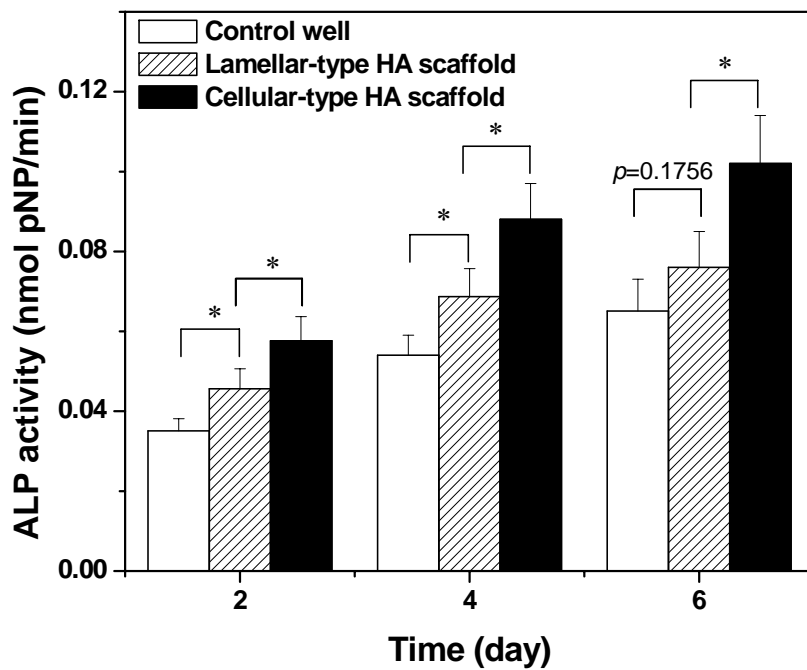 Control well
Lamellar-type HA scaffold
Cellular-type HA scaffold
*
*
*
*
*
p=0.1756
0.12
0.08
0.04
0.00
ALP activity (nmol pNP/min)
2
4
6
Time (day)